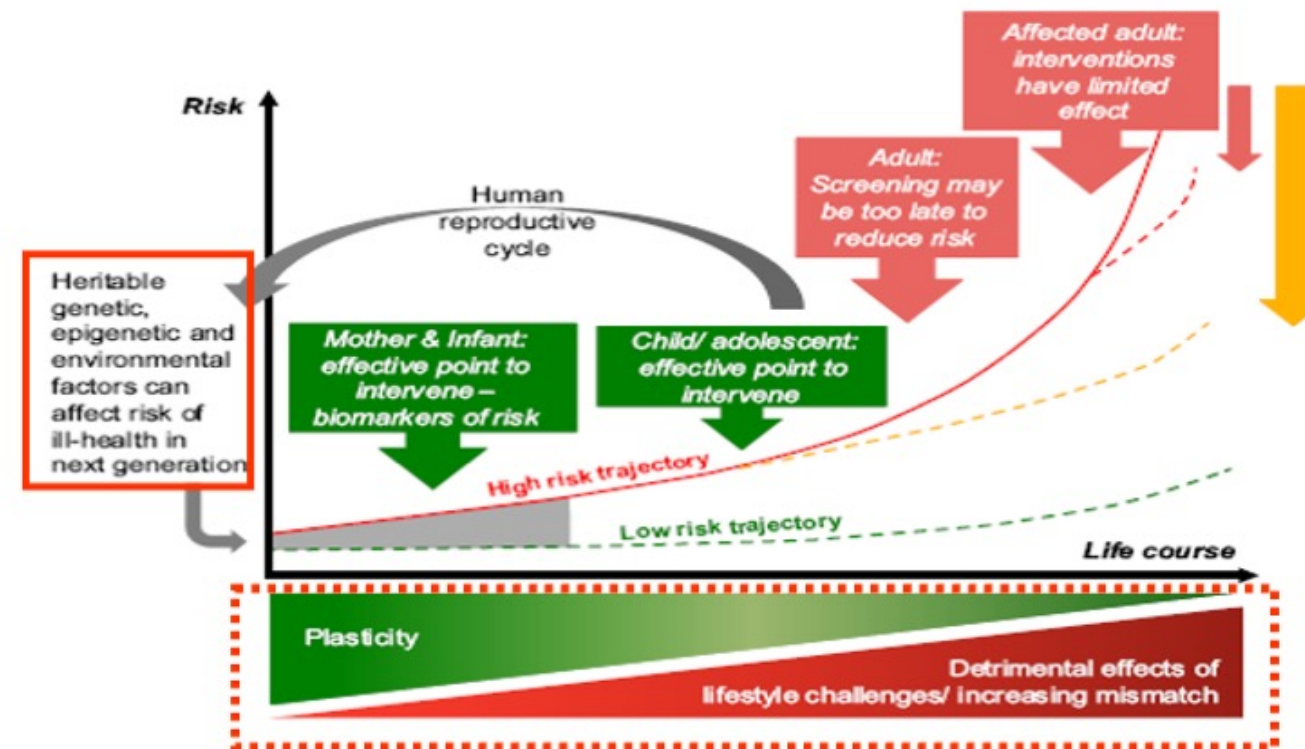 Risk
Human
reproductive
cycle
Heritable
genetic,
epigenetic and
environmental
factors can
affect risk of
ill-health in
next generation
Mother & Infant:
effective point to
intervene –
biomarkers of risk
Child/ adolescent:
effective point to
intervene
Adult:
Screening may
be too late to
reduce risk
Affected adult:
interventions
have limited
effect
High risk trajectory
Low risk trajectory
Life course
Plasticity
Detrimental effects of
lifestyle challenges/ increasing mismatch